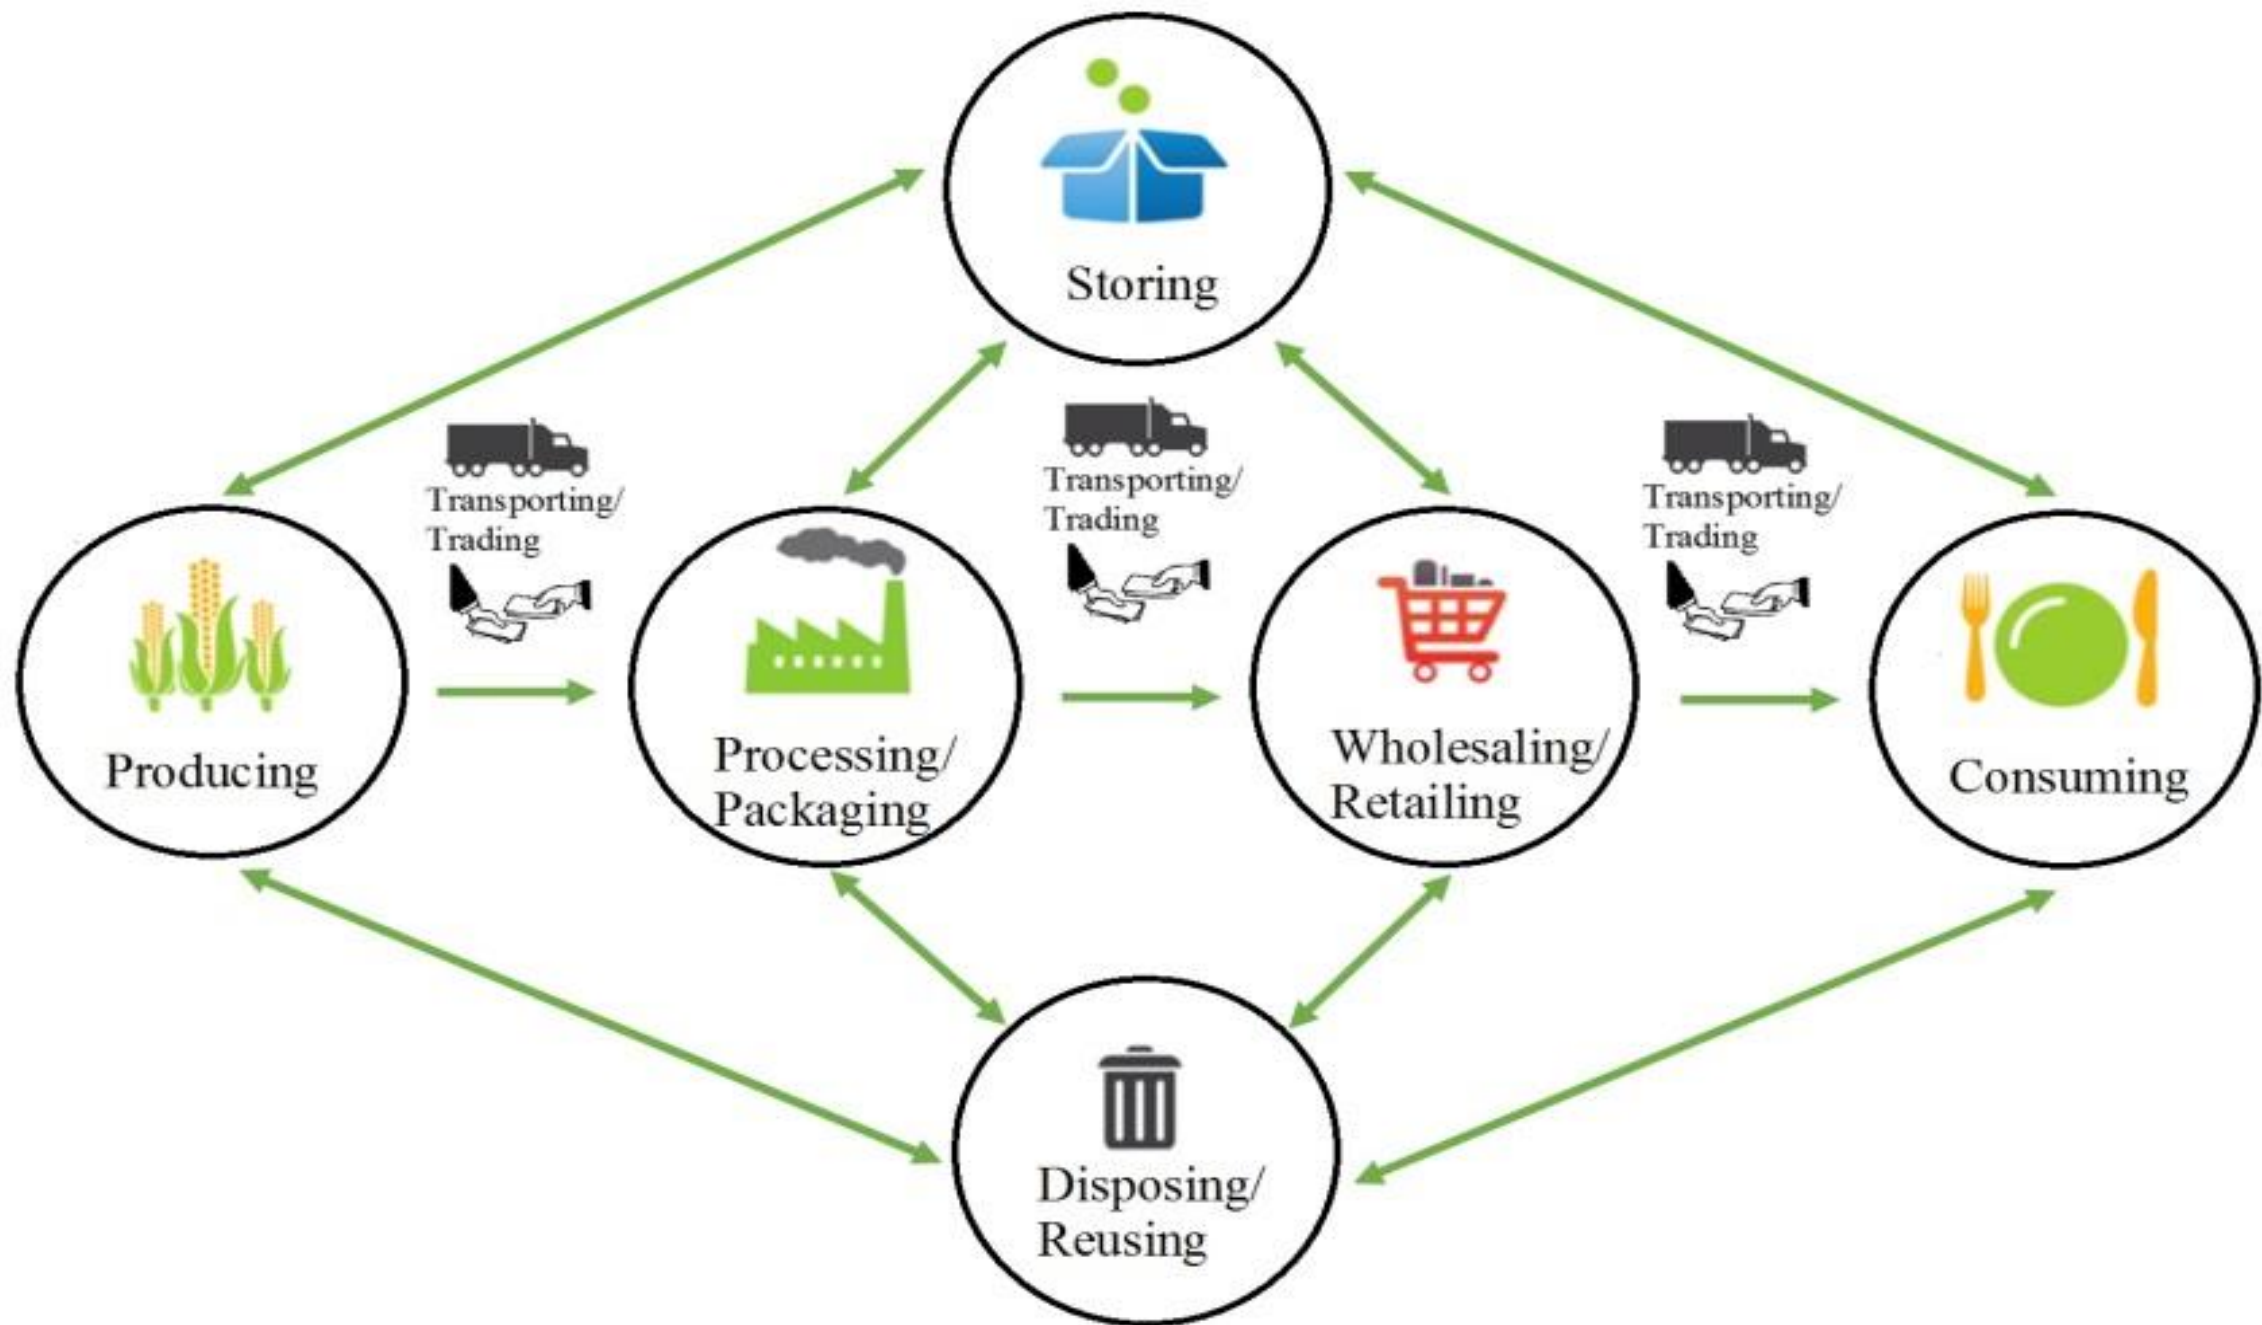 Storing
Transporting/
Trading
Transporting/
Trading
Transporting/
Trading
Producing
Processing/
Packaging
Wholesaling/
Retailing
Consuming
Disposing/
Reusing